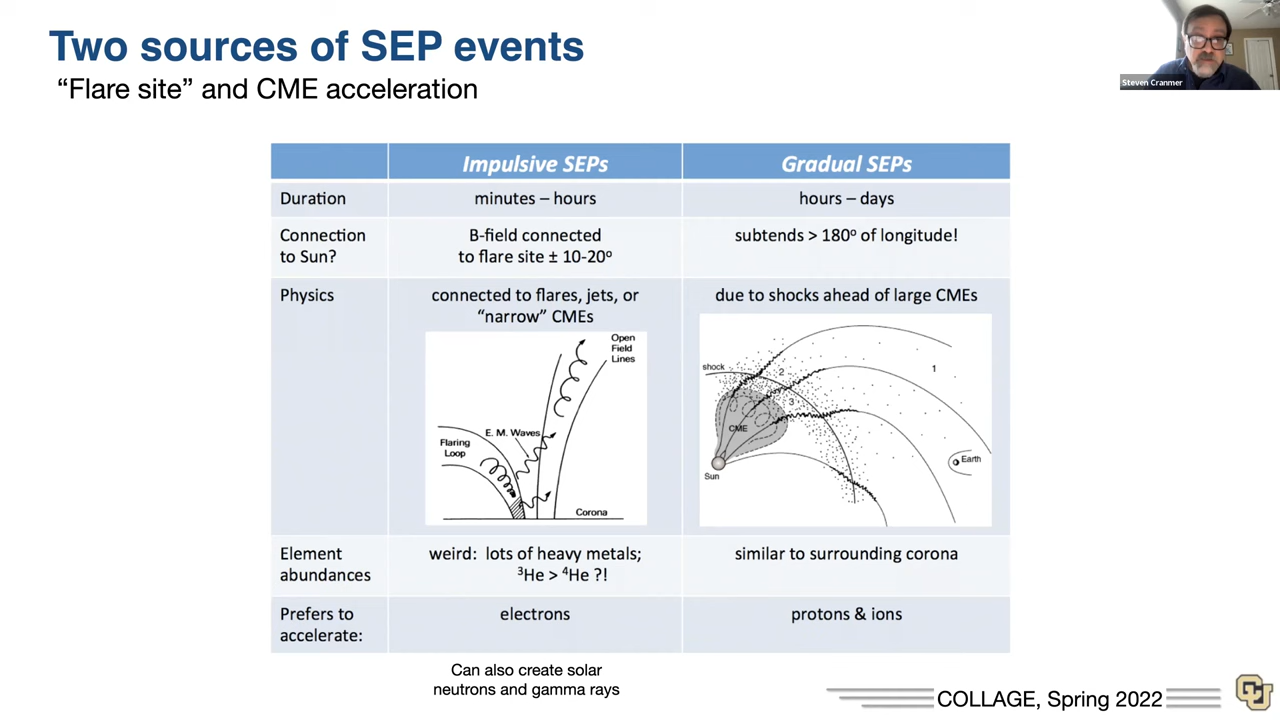 Two sources of SEP events
“Flare site” and CME acceleration
Steven Cranmer
Impulsive SEPs
Gradual SEPs
Duration
minutes – hours
hours – days
Connection
to Sun?
B-field connected
to flare site ± 10-20º
subtends > 180º of longitude!
Physics
connected to flares, jets, or
“narrow” CMEs
due to shocks ahead of large CMEs
Open
Field
Lines
E. M. Waves
Flaring
Loop
Corona
shock
2
1
3
CME
Sun
Earth
Element
abundances
weird: lots of heavy metals;
³He > ⁴He ?!
similar to surrounding corona
Prefers to
accelerate:
electrons
protons & ions
Can also create solar
neutrons and gamma rays
COLLAGE, Spring 2022
CU